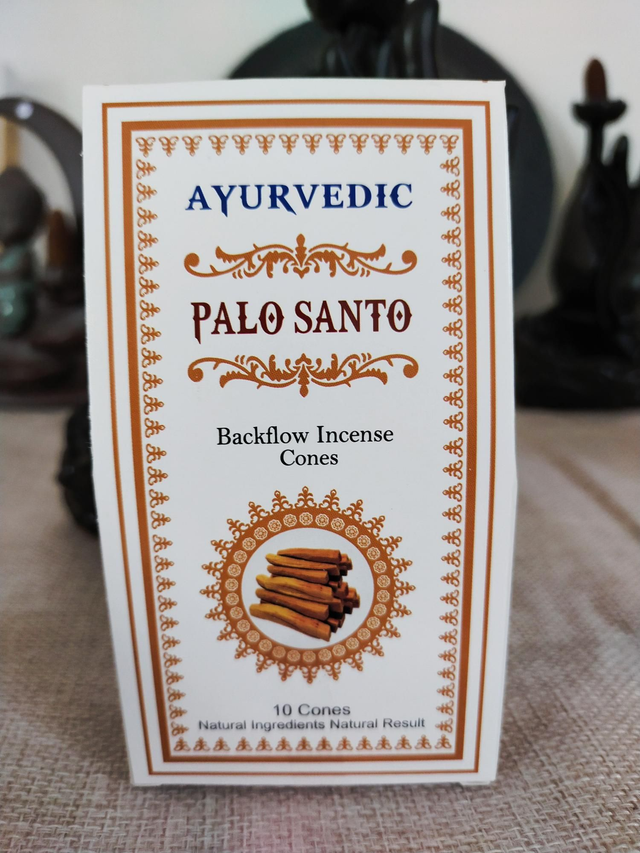 AYURVEDIC
PALO SANTO
Backflow Incense
Cones
10 Cones
Natural Ingredients Natural Result